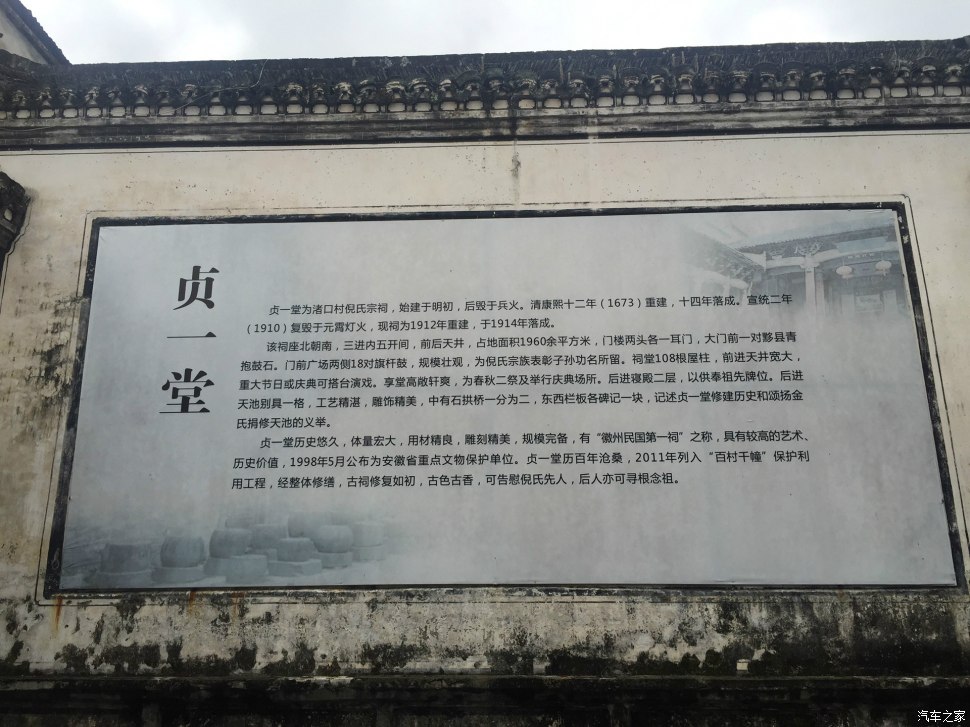 贞一堂
贞一堂为渚口村倪氏宗祠，始建于明初，后毁于兵火。清康熙十二年（1673）重建，十四年落成。宣统二年
（1910）复毁于元宵灯火，现祠为1912年重建，于1914年落成。
该祠座北朝南，三进内五开间，前后天井，占地面积1960余平方米，门楼两头各一耳门，大门前一对黟县青
抱鼓石。门前广场两侧18对旗杆鼓，规模壮观，为倪氏宗族表彰子孙功名所留。祠堂108根屋柱，前进天井宽大，
重大节日或庆典可搭台演戏。享堂高敞轩爽，为春秋二祭及举行庆典场所。后进寝殿二层，以供奉祖先牌位。后进
天池别具一格，工艺精湛，雕饰精美，中有石拱桥一分为二，东西栏板各碑记一块，记述贞一堂修建历史和颂扬金
氏捐修天池的义举。
贞一堂历史悠久，体量宏大，用材精良，雕刻精美，规模完备，有“徽州民国第一祠”之称，具有较高的艺术、
历史价值，1998年5月公布为安徽省重点文物保护单位。贞一堂历百年沧桑，2011年列入“百村千幢”保护利
用工程，经整体修缮，古祠修复如初，古色古香，可告慰倪氏先人，后人亦可寻根念祖。
汽车之家